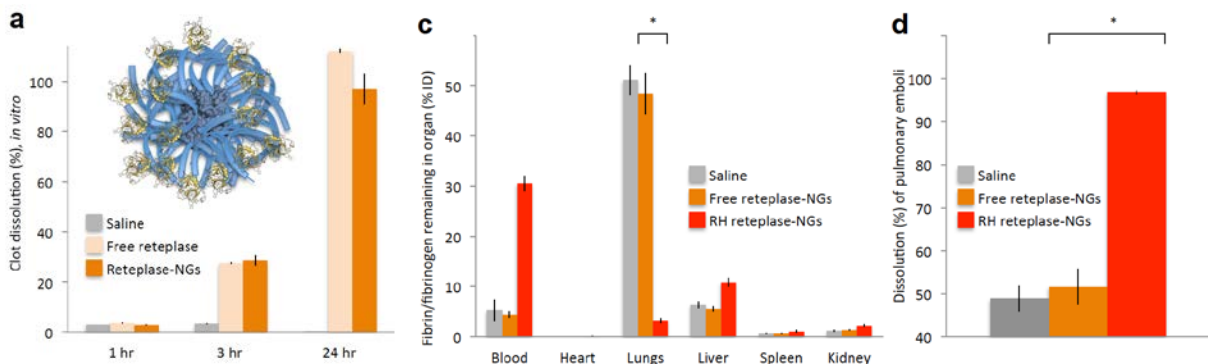 a
Clot dissolution (%), in vitro
100
80
60
40
20
0
Saline
Free reteplase
Reteplase-NGs
1 hr
3 hr
24 hr
c
Fibrin/fibrinogen remaining in organ (% ID)
50
40
30
20
10
0
*
Saline
Free reteplase-NGs
RH reteplase-NGs
Blood
Heart
Lungs
Liver
Spleen
Kidney
d
Dissolution (%) of pulmonary emboli
100
90
80
70
60
50
40
*
Saline
Free reteplase-NGs
RH reteplase-NGs